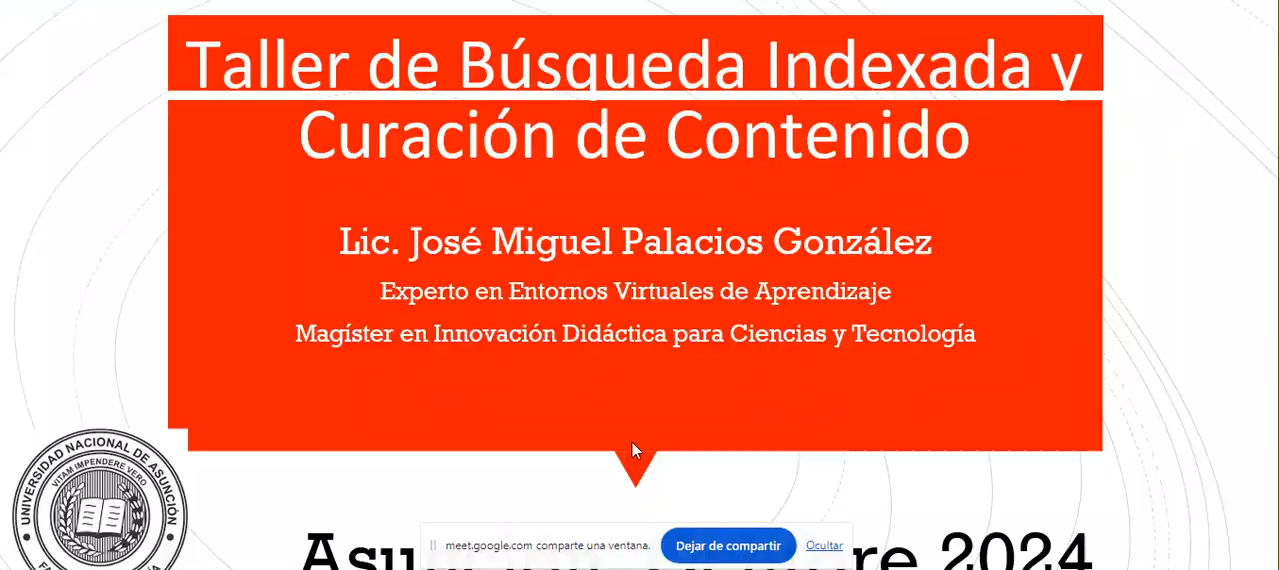 Taller de Búsqueda Indexada y
Curación de Contenido
Lic. José Miguel Palacios González
Experto en Entornos Virtuales de Aprendizaje
Magíster en Innovación Didáctica para Ciencias y Tecnología
UNIVERSIDAD NACIONAL DE ASUNCIÓN
VITAM IMPENDERE VERO
2024
meet.google.com comparte una ventana.
Dejar de compartir
Ocultar